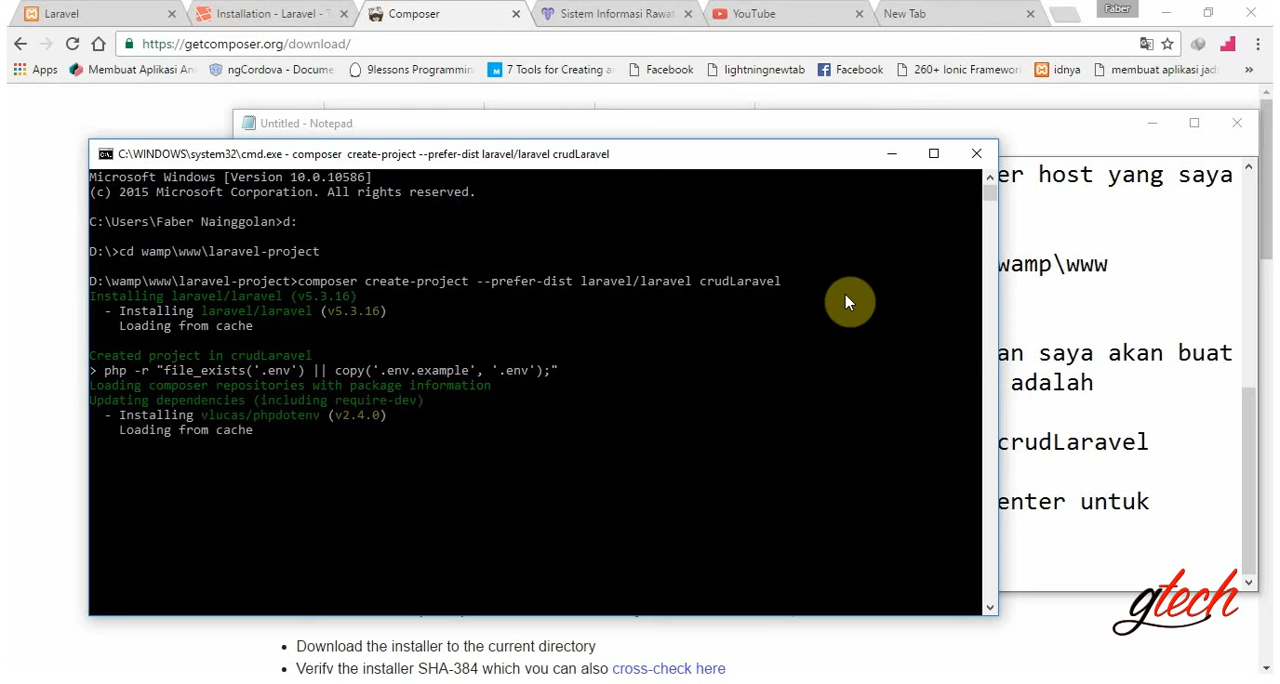 Laravel
Installation - Laravel - T
Composer
Sistem Informasi Rawat
YouTube
New Tab
Faber
https://getcomposer.org/download/
Apps
Membuat Aplikasi An
ngCordova - Docume
9lessons Programmin
7 Tools for Creating a
Facebook
lightningnewtab
Facebook
260+ Ionic Framework
idnya
membuat aplikasi jad
»
Untitled - Notepad
C:\WINDOWS\system32\cmd.exe - composer create-project --prefer-dist laravel/laravel crudLaravel
Microsoft Windows [Version 10.0.10586]
(c) 2015 Microsoft Corporation. All rights reserved.
C:\Users\Faber Nainggolan>d:
D:\>cd wamp\www\laravel-project
D:\wamp\www\laravel-project>composer create-project --prefer-dist laravel/laravel crudLaravel
Installing laravel/laravel (v5.3.16)
- Installing laravel/laravel (v5.3.16)
Loading from cache
Created project in crudLaravel
> php -r "file_exists('.env') || copy('.env.example', '.env');"
Loading composer repositories with package information
Updating dependencies (including require-dev)
- Installing vlucas/phpdotenv (v2.4.0)
Loading from cache
er host yang saya
wamp\www
an saya akan buat
adalah
crudLaravel
enter untuk
gtech
• Download the installer to the current directory
• Verify the installer SHA-384 which you can also cross-check here